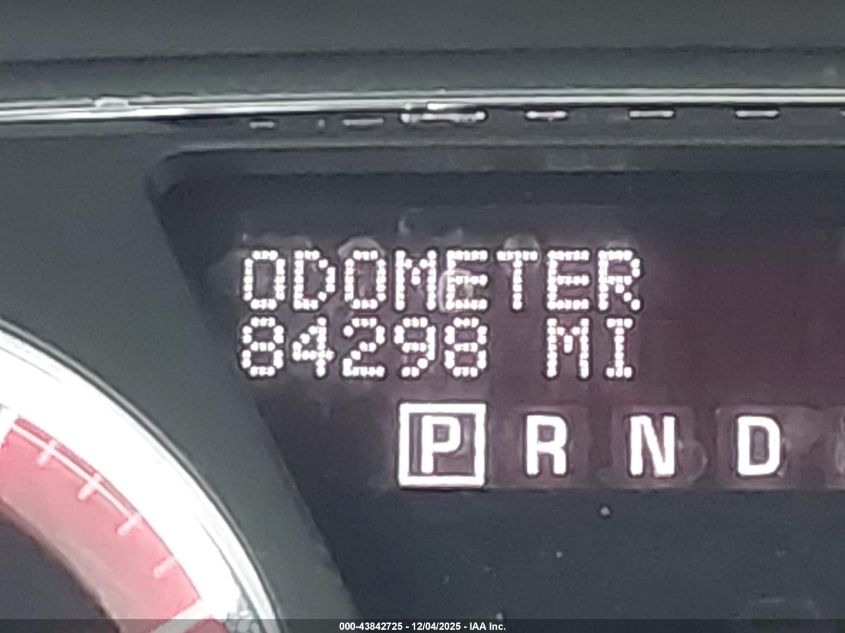 ODOMETER
84298 MI
P R N D
000-43842725 - 12/04/2025 - IAA Inc.